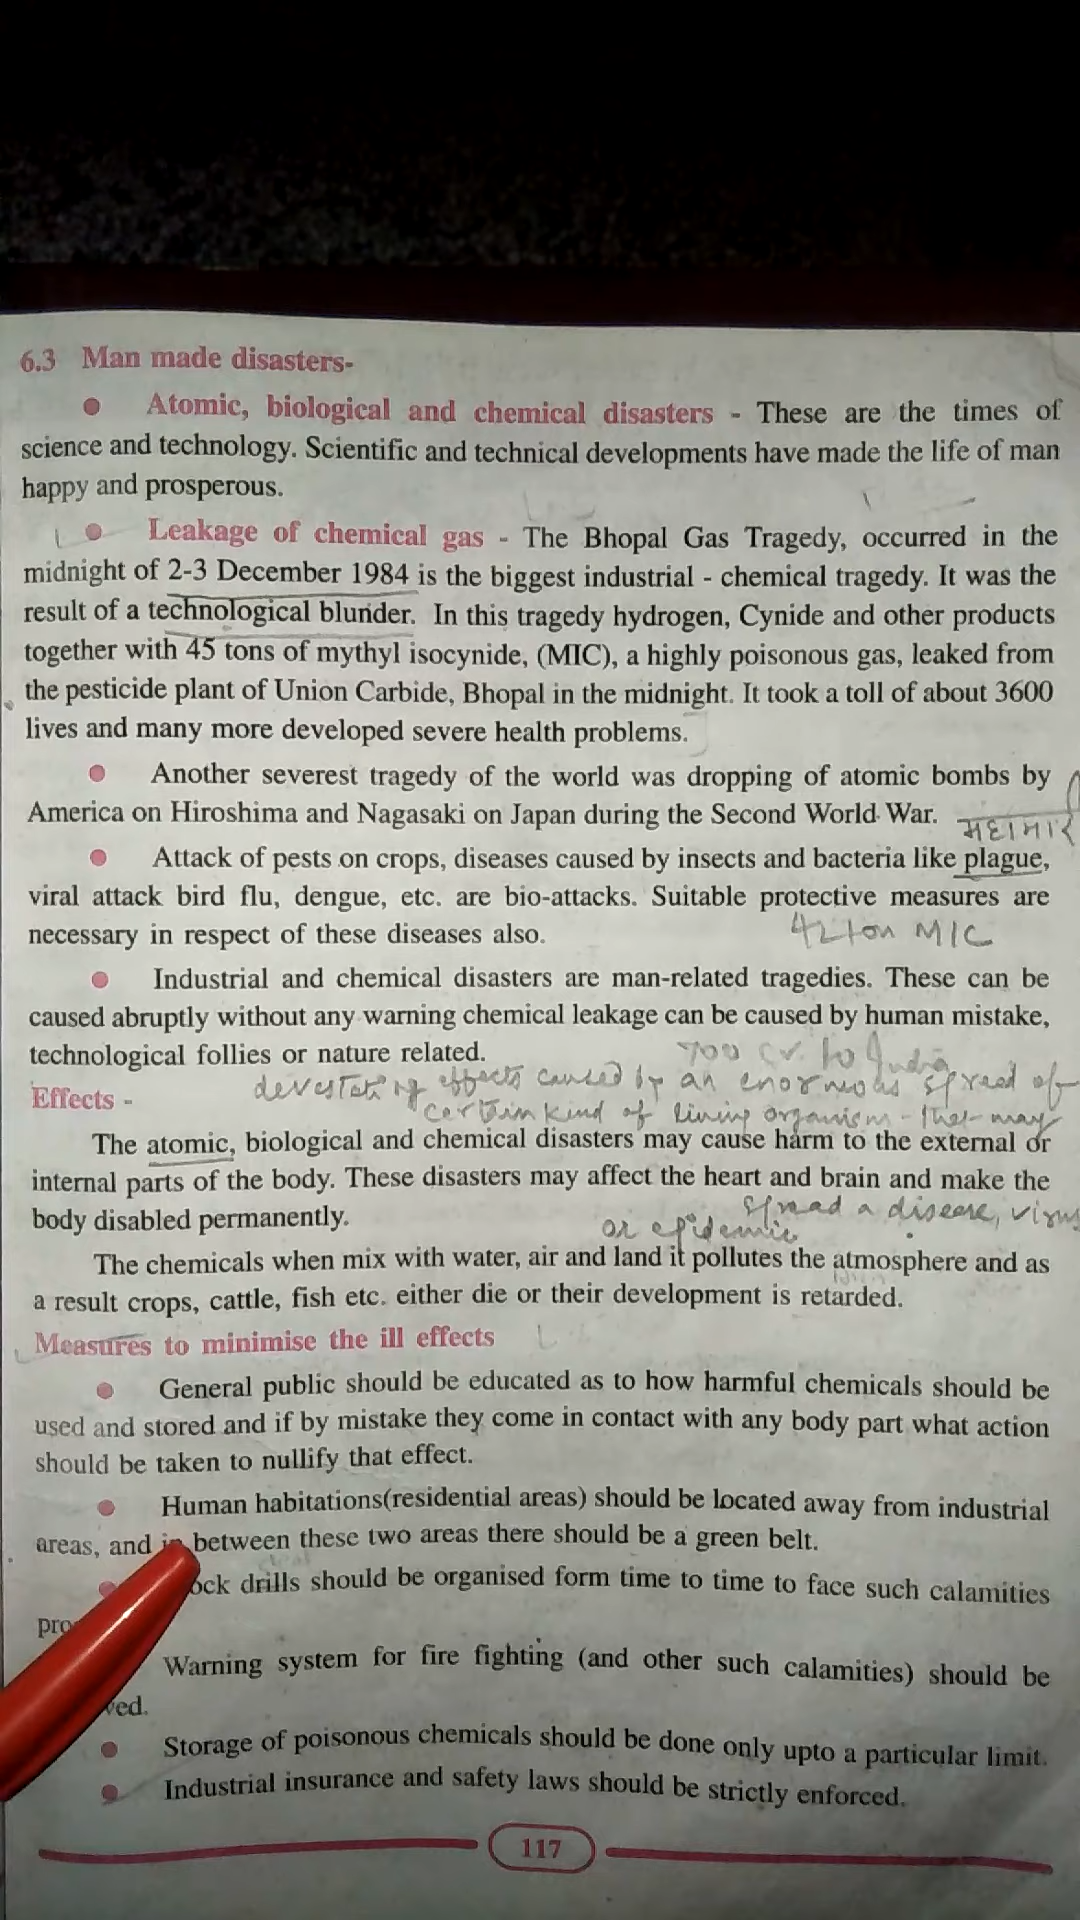 6.3 Man made disasters-
● Atomic, biological and chemical disasters - These are the times of
science and technology. Scientific and technical developments have made the life of man
happy and prosperous.
● Leakage of chemical gas - The Bhopal Gas Tragedy, occurred in the
midnight of 2-3 December 1984 is the biggest industrial - chemical tragedy. It was the
result of a technological blunder. In this tragedy hydrogen, Cynide and other products
together with 45 tons of mythyl isocynide, (MIC), a highly poisonous gas, leaked from
the pesticide plant of Union Carbide, Bhopal in the midnight. It took a toll of about 3600
lives and many more developed severe health problems.
● Another severest tragedy of the world was dropping of atomic bombs by
America on Hiroshima and Nagasaki on Japan during the Second World War.
● Attack of pests on crops, diseases caused by insects and bacteria like plague,
viral attack bird flu, dengue, etc. are bio-attacks. Suitable protective measures are
necessary in respect of these diseases also.
42 ton MIC
● Industrial and chemical disasters are man-related tragedies. These can be
caused abruptly without any warning chemical leakage can be caused by human mistake,
technological follies or nature related.
700 cr. to India
Effects -
effects caused by an enormous spread of
certain kind of living organism - that may
The atomic, biological and chemical disasters may cause harm to the external or
internal parts of the body. These disasters may affect the heart and brain and make the
body disabled permanently.
spread a disease, virus
or epidemic
The chemicals when mix with water, air and land it pollutes the atmosphere and as
a result crops, cattle, fish etc. either die or their development is retarded.
Measures to minimise the ill effects
● General public should be educated as to how harmful chemicals should be
used and stored and if by mistake they come in contact with any body part what action
should be taken to nullify that effect.
● Human habitations(residential areas) should be located away from industrial
areas, and in between these two areas there should be a green belt.
ock drills should be organised form time to time to face such calamities
pro
Warning system for fire fighting (and other such calamities) should be
ved.
● Storage of poisonous chemicals should be done only upto a particular limit.
● Industrial insurance and safety laws should be strictly enforced.
117